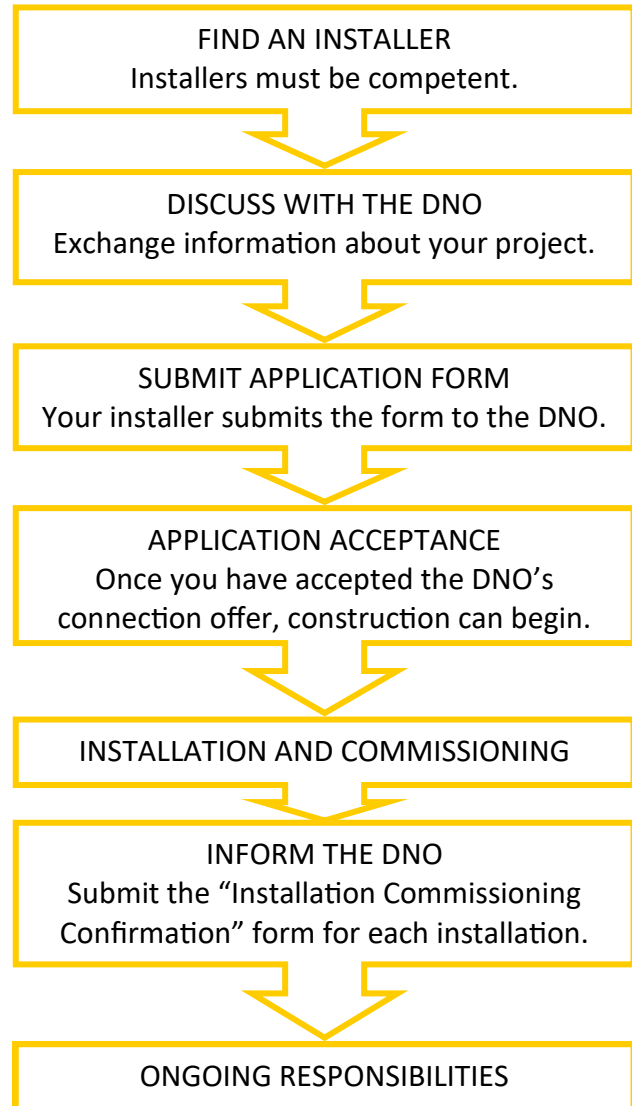 FIND AN INSTALLER
Installers must be competent.
DISCUSS WITH THE DNO
Exchange information about your project.
SUBMIT APPLICATION FORM
Your installer submits the form to the DNO.
APPLICATION ACCEPTANCE
Once you have accepted the DNO’s
connection offer, construction can begin.
INSTALLATION AND COMMISSIONING
INFORM THE DNO
Submit the “Installation Commissioning
Confirmation” form for each installation.
ONGOING RESPONSIBILITIES